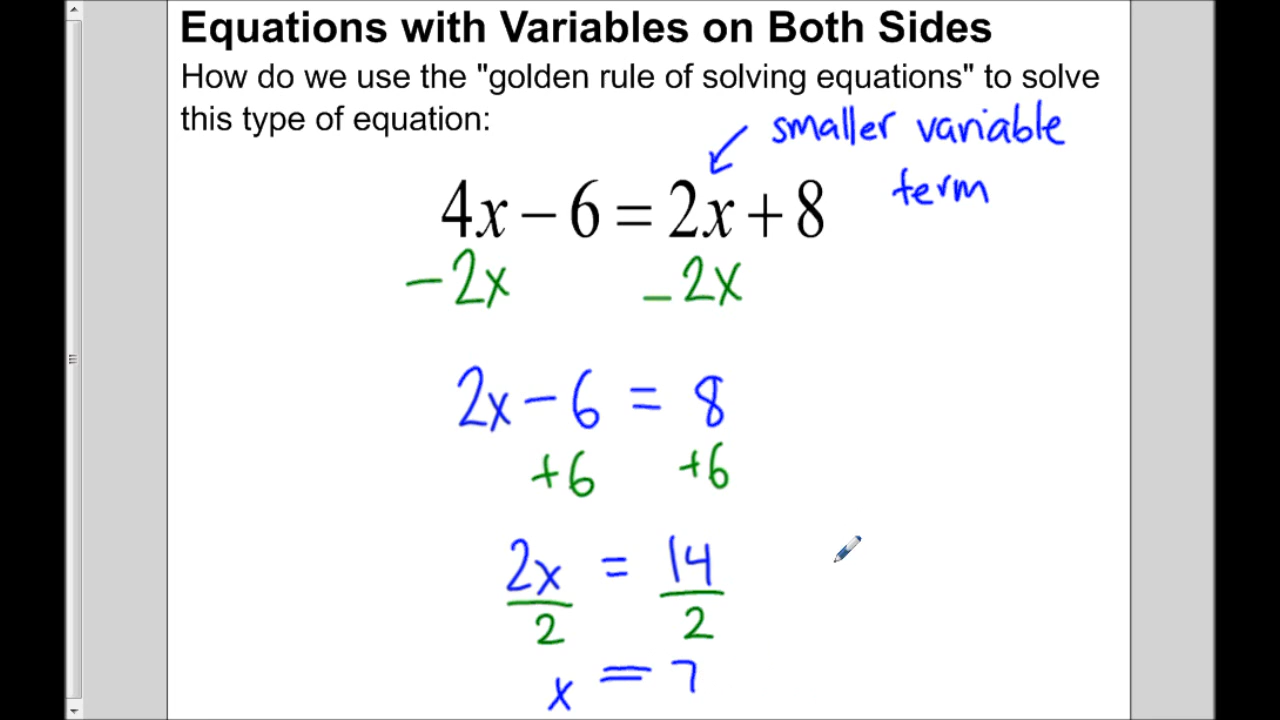 Equations with Variables on Both Sides
How do we use the "golden rule of solving equations" to solve
this type of equation:
smaller variable
term
4x − 6 = 2x + 8
−2x −2x
2x − 6 = 8
+6 +6
2x = 14
2 2
x = 7